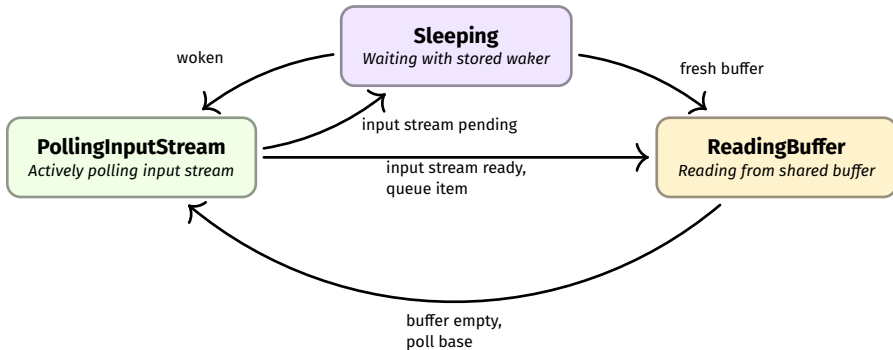 Sleeping
Waiting with stored waker
woken
fresh buffer
PollingInputStream
Actively polling input stream
input stream pending
ReadingBuffer
Reading from shared buffer
input stream ready,
queue item
buffer empty,
poll base